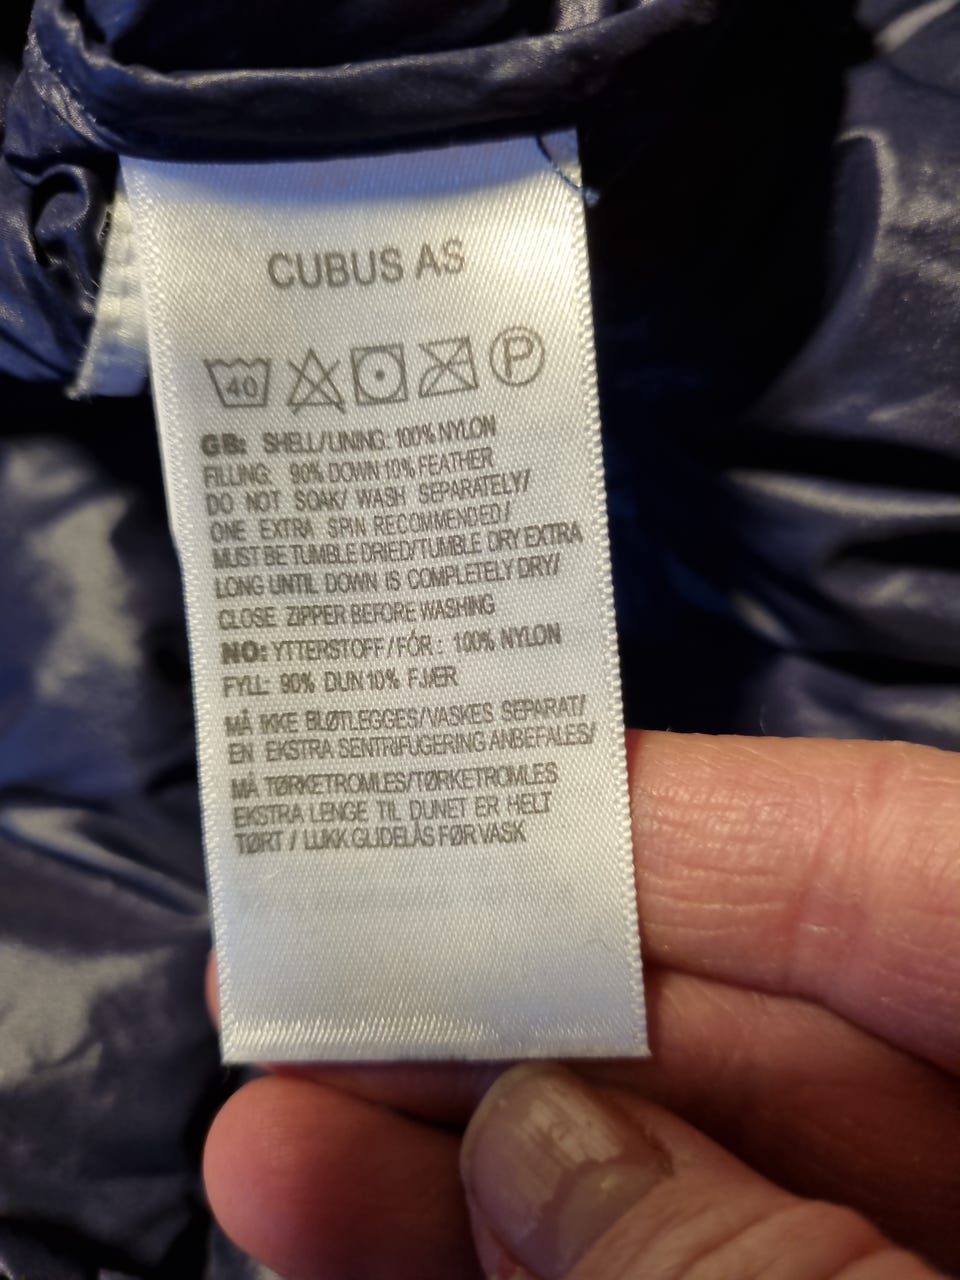 CUBUS AS
40 P
GB: SHELL/LINING: 100% NYLON
FILLING: 90% DOWN 10% FEATHER
DO NOT SOAK/ WASH SEPARATELY/
ONE EXTRA SPIN RECOMMENDED/
MUST BE TUMBLE DRIED/TUMBLE DRY EXTRA
LONG UNTIL DOWN IS COMPLETELY DRY/
CLOSE ZIPPER BEFORE WASHING
NO: YTTERSTOFF/FÓR: 100% NYLON
FYLL: 90% DUN 10% FJÆR
MÅ IKKE BLØTLEGGES/VASKES SEPARAT/
EN EKSTRA SENTRIFUGERING ANBEFALES/
MÅ TØRKETROMLES/TØRKETROMLES
EKSTRA LENGE TIL DUNET ER HELT
TØRT / LUKK GLIDELÅS FØR VASK